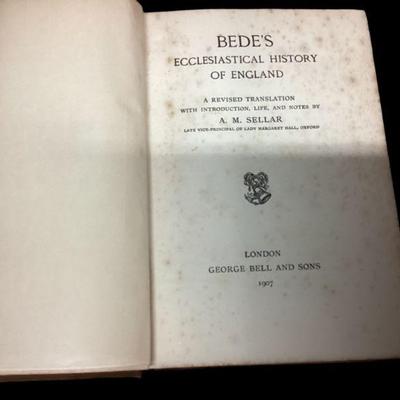 BEDE'S
ECCLESIASTICAL HISTORY
OF ENGLAND
A REVISED TRANSLATION
WITH INTRODUCTION, LIFE, AND NOTES BY
A. M. SELLAR
LATE VICE-PRINCIPAL OF LADY MARGARET HALL, OXFORD
LONDON
GEORGE BELL AND SONS
1907